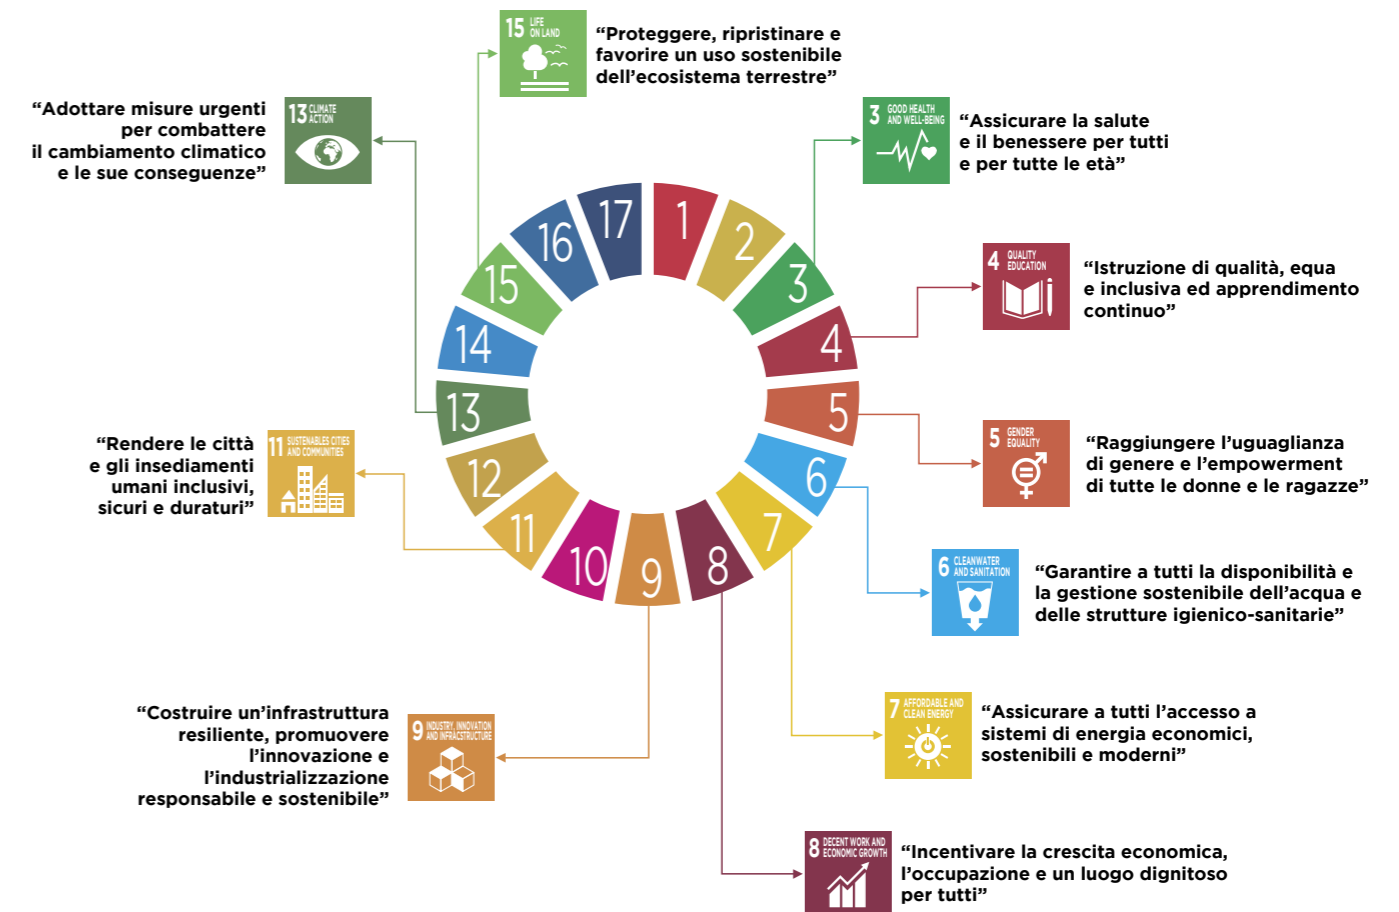 15 LIFE
ON LAND
“Proteggere, ripristinare e
favorire un uso sostenibile
dell’ecosistema terrestre”
“Adottare misure urgenti
per combattere
il cambiamento climatico
e le sue conseguenze”
13 CLIMATE
ACTION
3 GOOD HEALTH
AND WELL-BEING
“Assicurare la salute
e il benessere per tutti
e per tutte le età”
4 QUALITY
EDUCATION
“Istruzione di qualità, equa
e inclusiva ed apprendimento
continuo”
17
1
16
2
15
3
14
4
13
5
12
6
11
7
10
9
8
“Rendere le città
e gli insediamenti
umani inclusivi,
sicuri e duraturi”
11 SUSTENABLES CITIES
AND COMMUNITIES
5 GENDER
EQUALITY
“Raggiungere l’uguaglianza
di genere e l’empowerment
di tutte le donne e le ragazze”
6 CLEANWATER
AND SANITATION
“Garantire a tutti la disponibilità e
la gestione sostenibile dell’acqua e
delle strutture igienico-sanitarie”
“Costruire un’infrastruttura
resiliente, promuovere
l’innovazione e
l’industrializzazione
responsabile e sostenibile”
9 INDUSTRY, INNOVATION
AND INFRACSTRUCTURE
7 AFFORDABLE AND
CLEAN ENERGY
“Assicurare a tutti l’accesso a
sistemi di energia economici,
sostenibili e moderni”
8 DECENT WORK AND
ECONOMIC GROWTH
“Incentivare la crescita economica,
l’occupazione e un luogo dignitoso
per tutti”